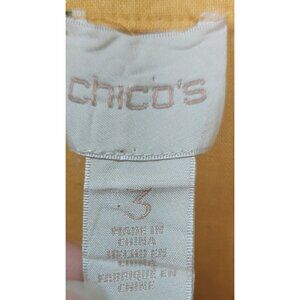 chico's
3
MADE IN
CHINA
HECHO EN
CHINA
FABRIQUE EN
CHINE